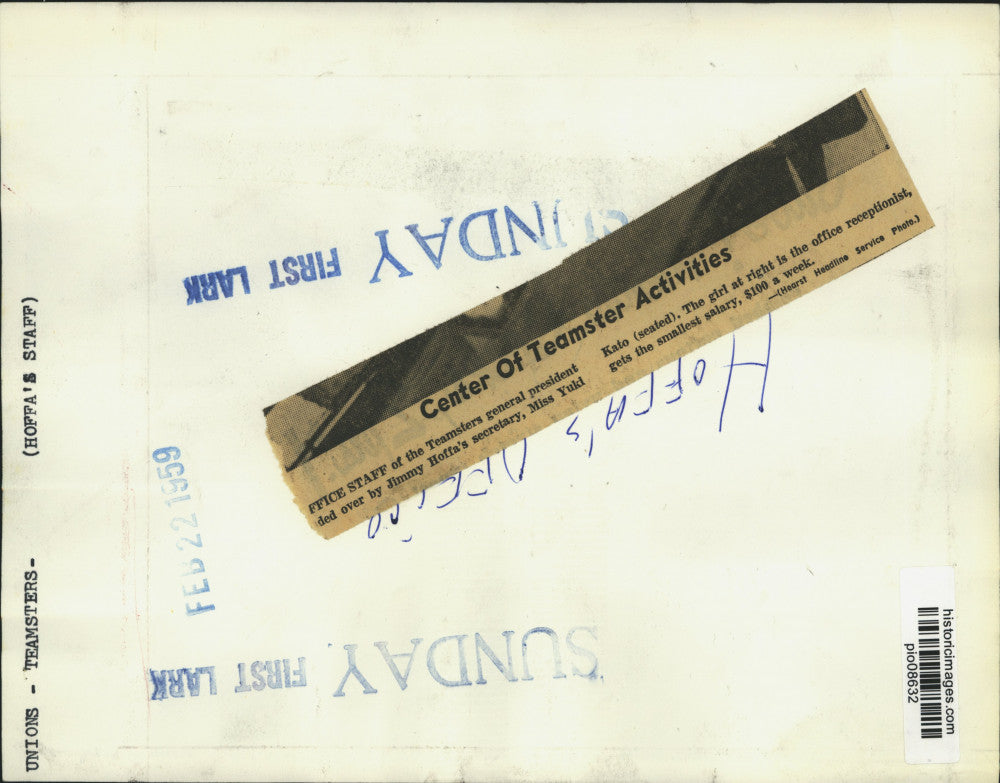 SUNDAY FIRST LARK
Center Of Teamster Activities
FFICE STAFF of the Teamsters general president
ded over by Jimmy Hoffa's secretary, Miss Yuki
Kato (seated). The girl at right is the office receptionist,
gets the smallest salary, $100 a week.
—(Hearst Headline Service Photo.)
HOFFA'S OFFICE
FEB 22 1959
SUNDAY FIRST LARK
UNIONS - TEAMSTERS- (HOFFA'S STAFF)
historicimages.com
pio08632